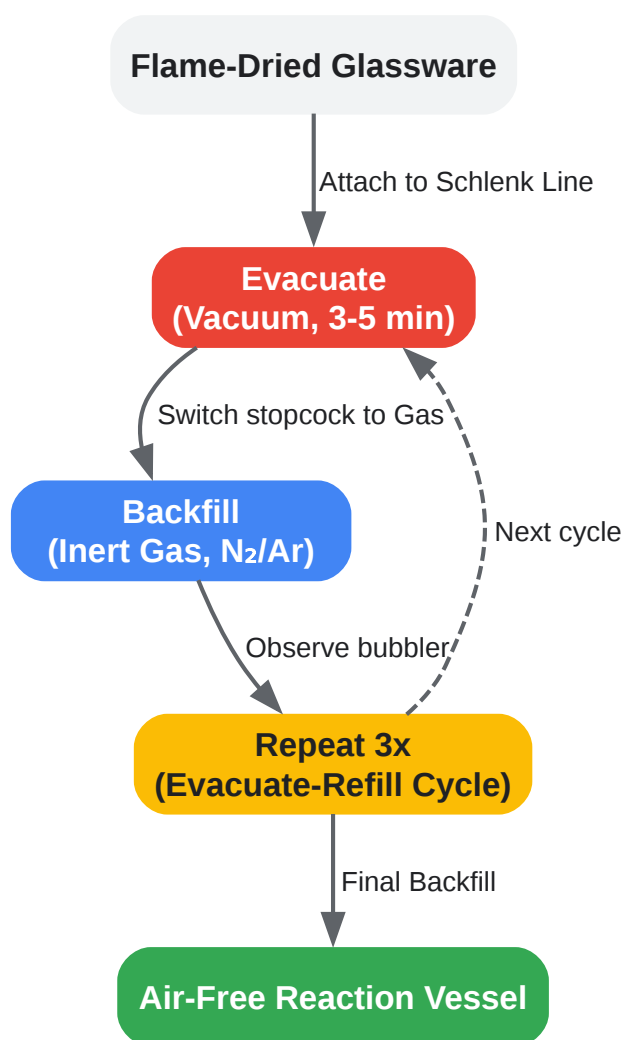 Flame-Dried Glassware
Attach to Schlenk Line
Evacuate
(Vacuum, 3-5 min)
Switch stopcock to Gas
Backfill
(Inert Gas, N₂/Ar)
Next cycle
Observe bubbler
Repeat 3x
(Evacuate-Refill Cycle)
Final Backfill
Air-Free Reaction Vessel